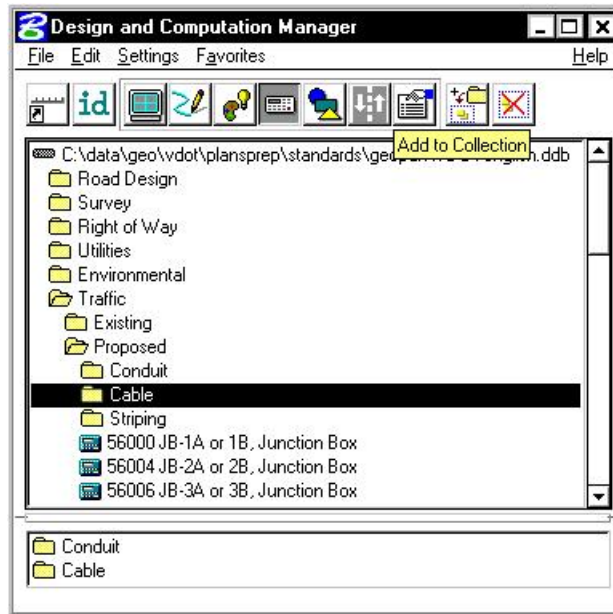 Design and Computation Manager
File Edit Settings Favorites Help
id
Add to Collection
C:\data\geo\vdot\plansprep\standards\geopa english.ddb
Road Design
Survey
Right of Way
Utilities
Environmental
Traffic
Existing
Proposed
Conduit
Cable
Striping
56000 JB-1A or 1B, Junction Box
56004 JB-2A or 2B, Junction Box
56006 JB-3A or 3B, Junction Box
Conduit
Cable